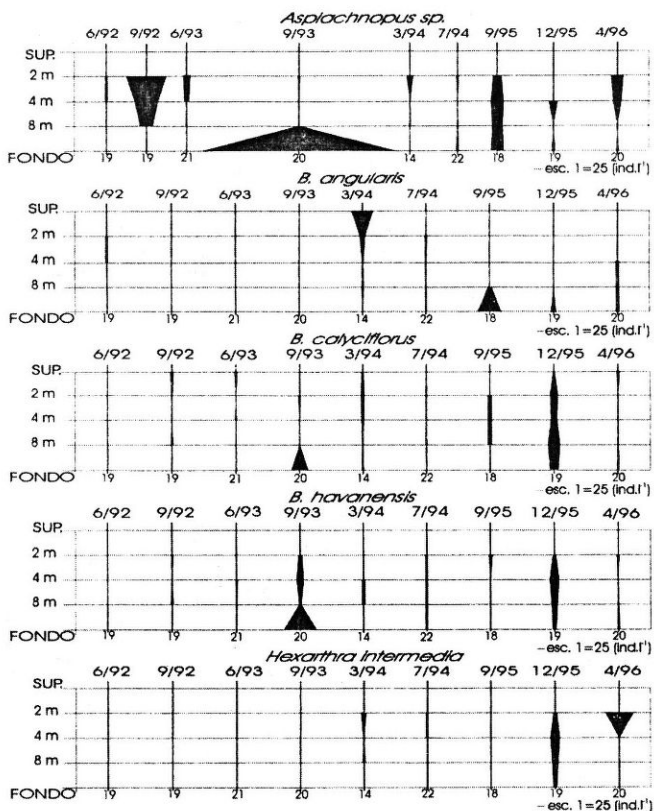 Asplachnopus sp.
6/92 9/92 6/93 9/93 3/94 7/94 9/95 12/95 4/96
SUP.
2 m
4 m
8 m
FONDO
19 19 21 20 14 22 18 19 20
esc. 1=25 (ind.l⁻¹)
B. angularis
6/92 9/92 6/93 9/93 3/94 7/94 9/95 12/95 4/96
SUP.
2 m
4 m
8 m
FONDO
19 19 21 20 14 22 18 19 20
esc. 1=25 (ind.l⁻¹)
B. calyciflorus
6/92 9/92 6/93 9/93 3/94 7/94 9/95 12/95 4/96
SUP.
2 m
4 m
8 m
FONDO
19 19 21 20 14 22 18 19 20
esc. 1=25 (ind.l⁻¹)
B. havanensis
6/92 9/92 6/93 9/93 3/94 7/94 9/95 12/95 4/96
SUP.
2 m
4 m
8 m
FONDO
19 19 21 20 14 22 18 19 20
esc. 1=25 (ind.l⁻¹)
Hexarthra intermedia
6/92 9/92 6/93 9/93 3/94 7/94 9/95 12/95 4/96
SUP.
2 m
4 m
8 m
FONDO
19 19 21 20 14 22 18 19 20
esc. 1=25 (ind.l⁻¹)